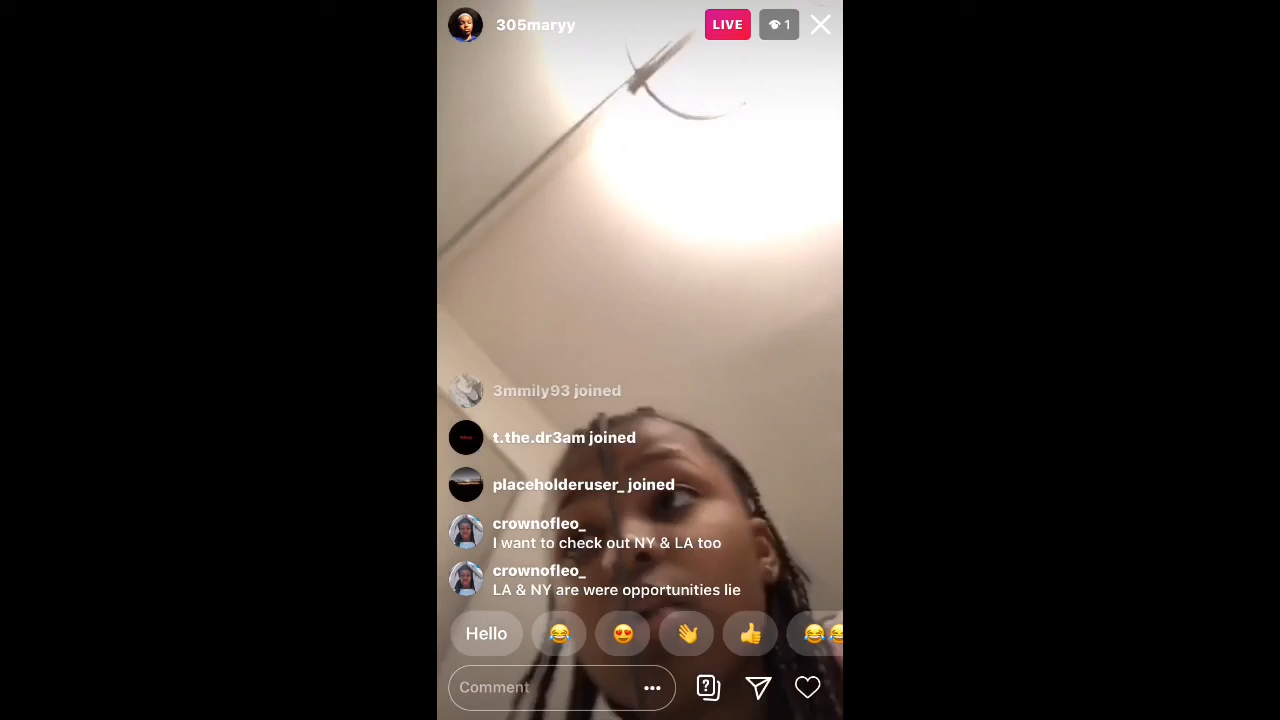 305maryy
LIVE
1
3mmily93 joined
t.the.dr3am joined
placeholderuser_ joined
crownofleo_
I want to check out NY & LA too
crownofleo_
LA & NY are were opportunities lie
Hello 😂 😍 👋 👍 😂😂
Comment